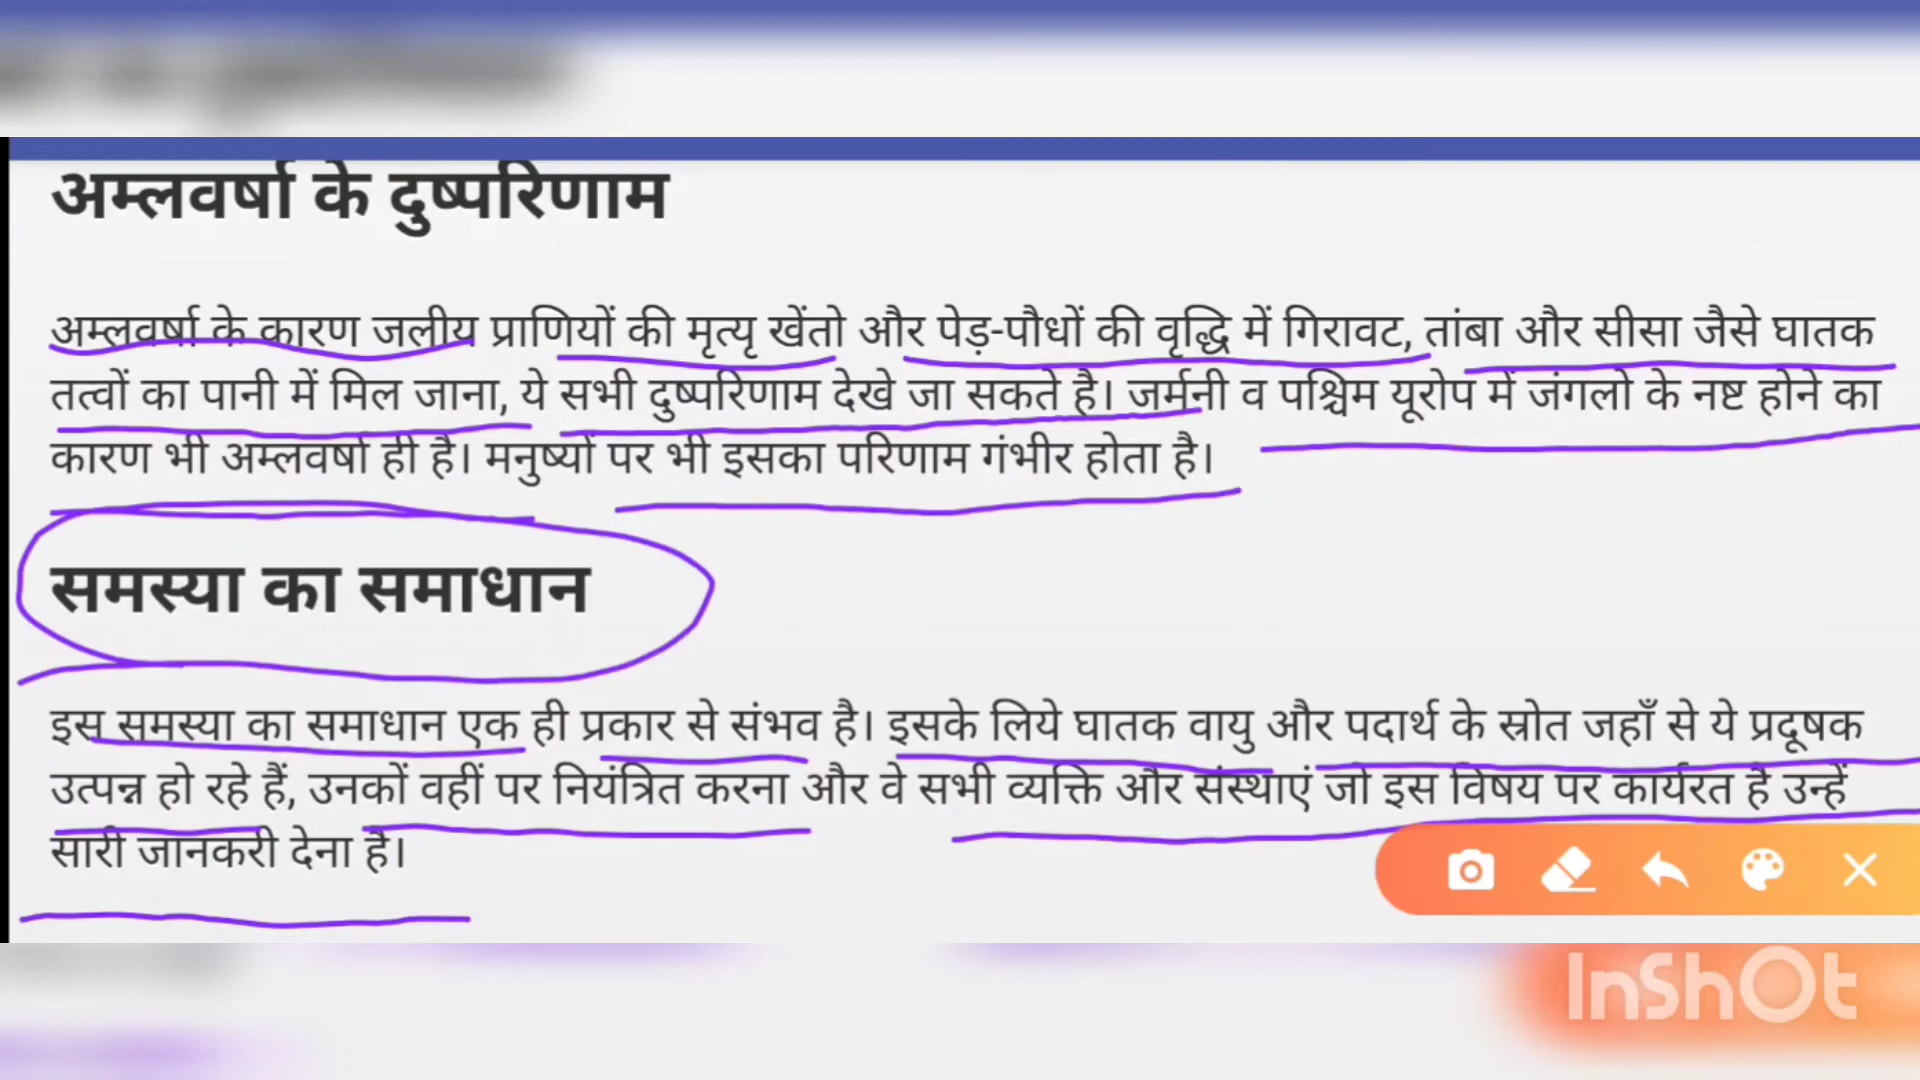 अम्लवर्षा के दुष्परिणाम
अम्लवर्षा के कारण जलीय प्राणियों की मृत्यृ खेंतो और पेड़-पौधों की वृद्धि में गिरावट, तांबा और सीसा जैसे घातक
तत्वों का पानी में मिल जाना, ये सभी दुष्परिणाम देखे जा सकते है। जर्मनी व पश्चिम यूरोप में जंगलो के नष्ट होने का
कारण भी अम्लवर्षा ही है। मनुष्यों पर भी इसका परिणाम गंभीर होता है।
समस्या का समाधान
इस समस्या का समाधान एक ही प्रकार से संभव है। इसके लिये घातक वायु और पदार्थ के स्रोत जहाँ से ये प्रदूषक
उत्पन्न हो रहे हैं, उनकों वहीं पर नियंत्रित करना और वे सभी व्यक्ति और संस्थाएं जो इस विषय पर कार्यरत है उन्हें
सारी जानकरी देना है।
InShOt